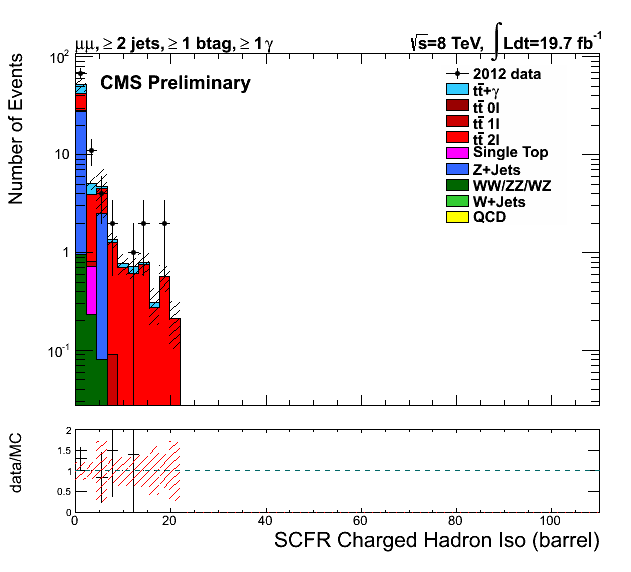 μμ, ≥ 2 jets, ≥ 1 btag, ≥ 1 γ
√s=8 TeV, ∫ Ldt=19.7 fb⁻¹
CMS Preliminary
2012 data
tt̄+γ
tt̄ 0l
tt̄ 1l
tt̄ 2l
Single Top
Z+Jets
WW/ZZ/WZ
W+Jets
QCD
Number of Events
10²
10
1
10⁻¹
data/MC
2
1.5
1
0.5
0
0 20 40 60 80 100
SCFR Charged Hadron Iso (barrel)